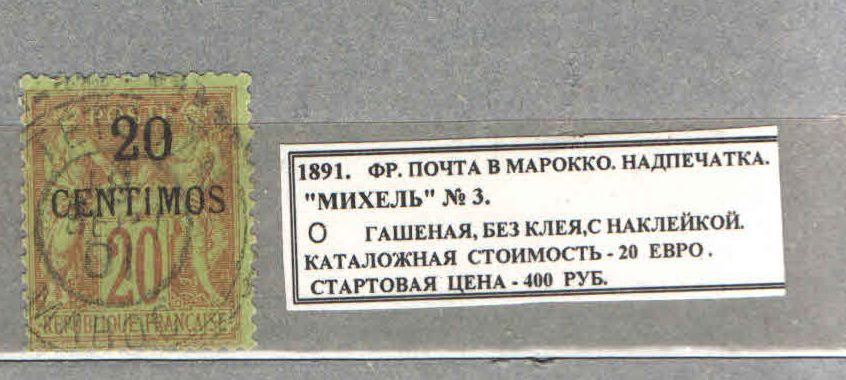 20
CENTIMOS
20
REPUBLIQUE FRANÇAISE
1891. ФР. ПОЧТА В МАРОККО. НАДПЕЧАТКА.
"МИХЕЛЬ" № 3.
О ГАШЕНАЯ, БЕЗ КЛЕЯ,С НАКЛЕЙКОЙ.
КАТАЛОЖНАЯ СТОИМОСТЬ - 20 ЕВРО .
СТАРТОВАЯ ЦЕНА - 400 РУБ.